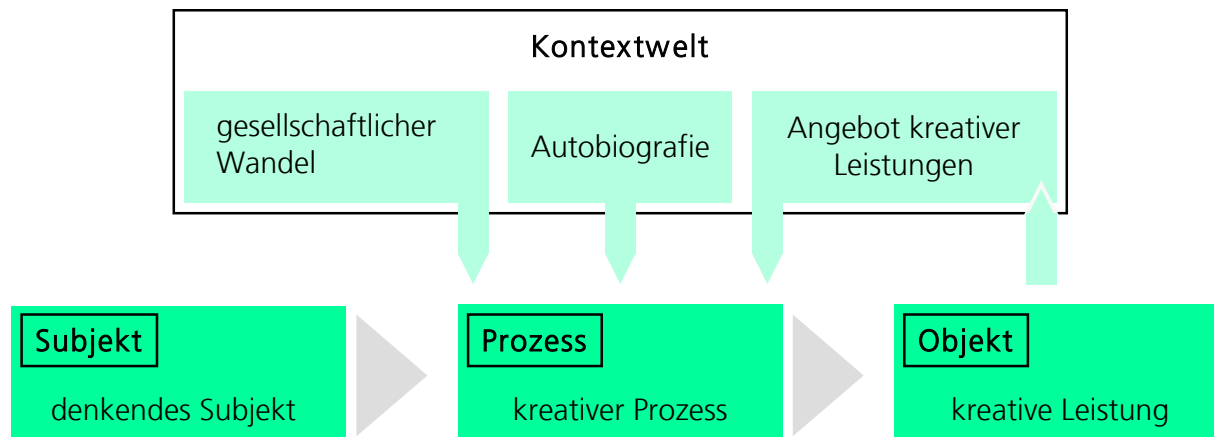 Kontextwelt
gesellschaftlicher
Wandel
Autobiografie
Angebot kreativer
Leistungen
Subjekt
denkendes Subjekt
Prozess
kreativer Prozess
Objekt
kreative Leistung